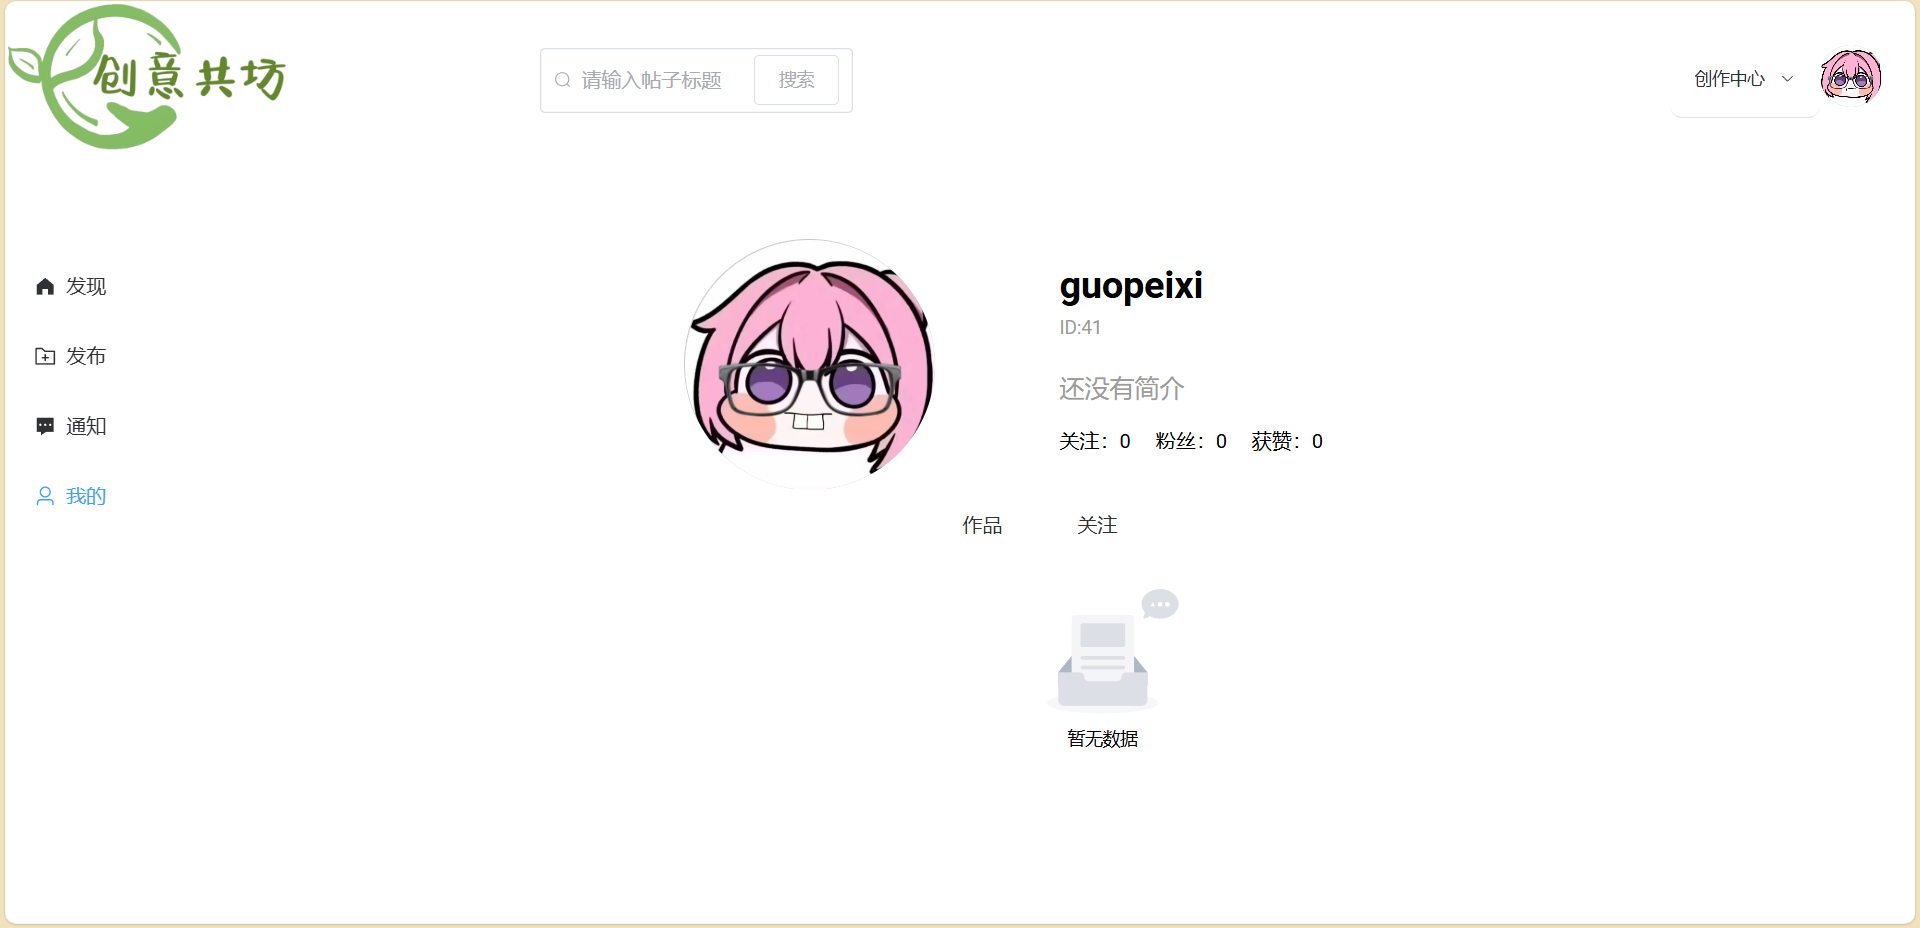 创意共坊
请输入帖子标题 搜索
创作中心
发现
发布
通知
我的
guopeixi
ID:41
还没有简介
关注：0 粉丝：0 获赞：0
作品 关注
暂无数据